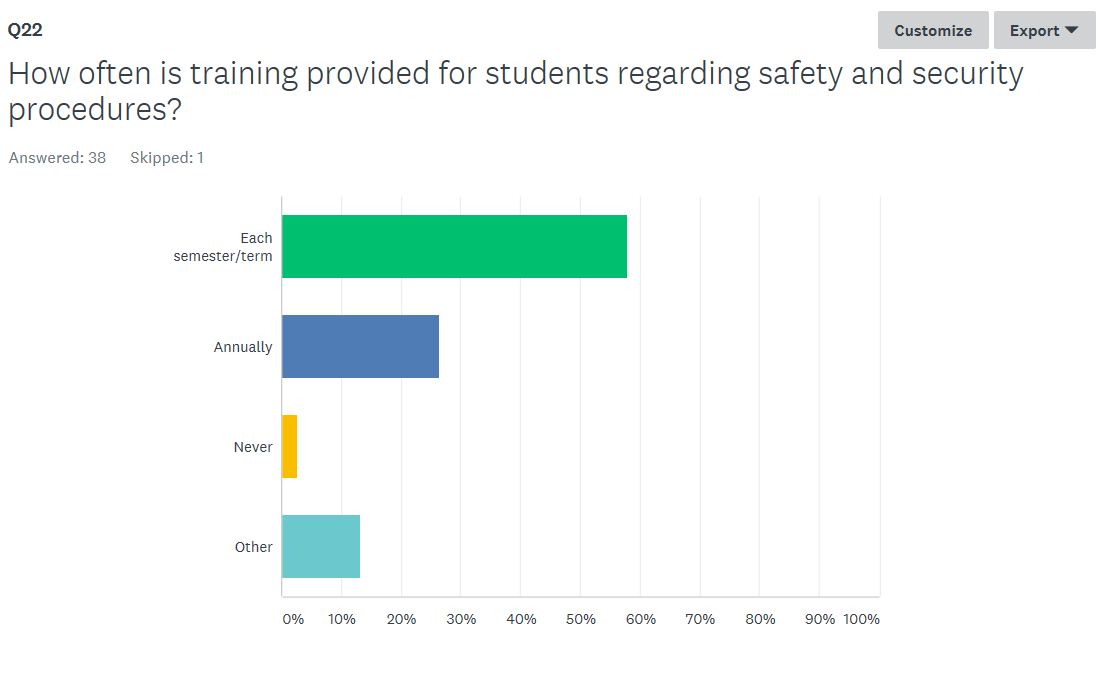 Q22
Customize
Export
How often is training provided for students regarding safety and security
procedures?
Answered: 38 Skipped: 1
Each
semester/term
Annually
Never
Other
0% 10% 20% 30% 40% 50% 60% 70% 80% 90% 100%